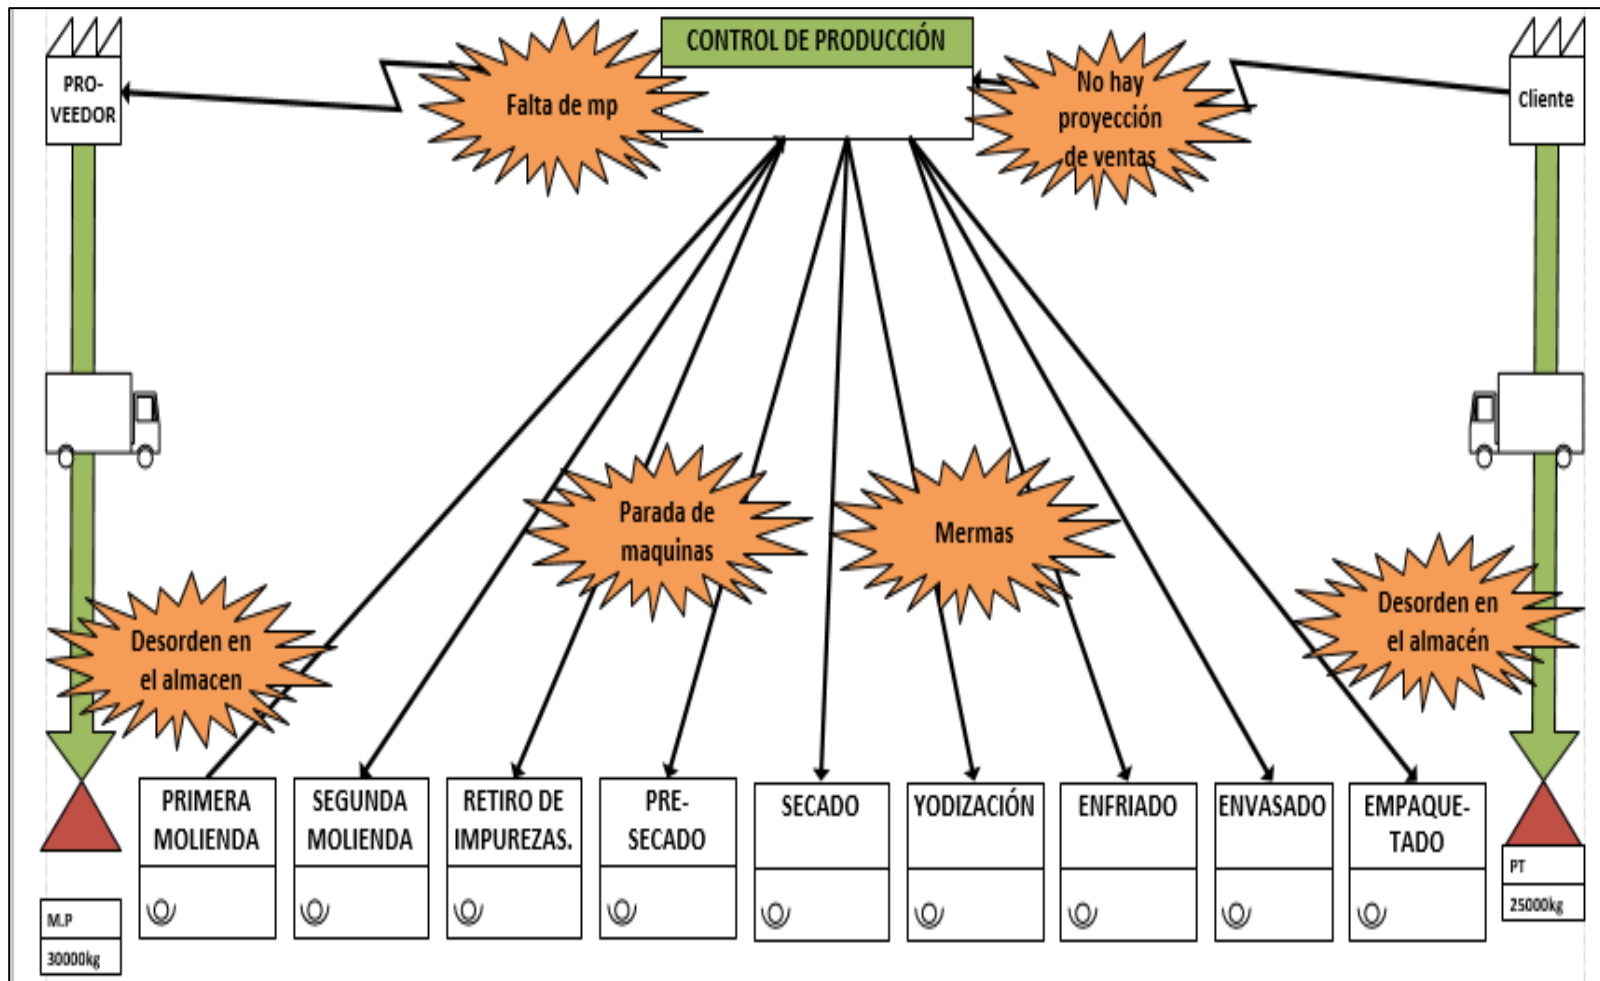 CONTROL DE PRODUCCIÓN
PRO-
VEEDOR
Falta de mp
No hay
proyección
de ventas
Cliente
Parada de
maquinas
Mermas
Desorden en
el almacen
Desorden en
el almacén
PRIMERA
MOLIENDA
SEGUNDA
MOLIENDA
RETIRO DE
IMPUREZAS.
PRE-
SECADO
SECADO
YODIZACIÓN
ENFRIADO
ENVASADO
EMPAQUE-
TADO
M.P
30000kg
PT
25000kg